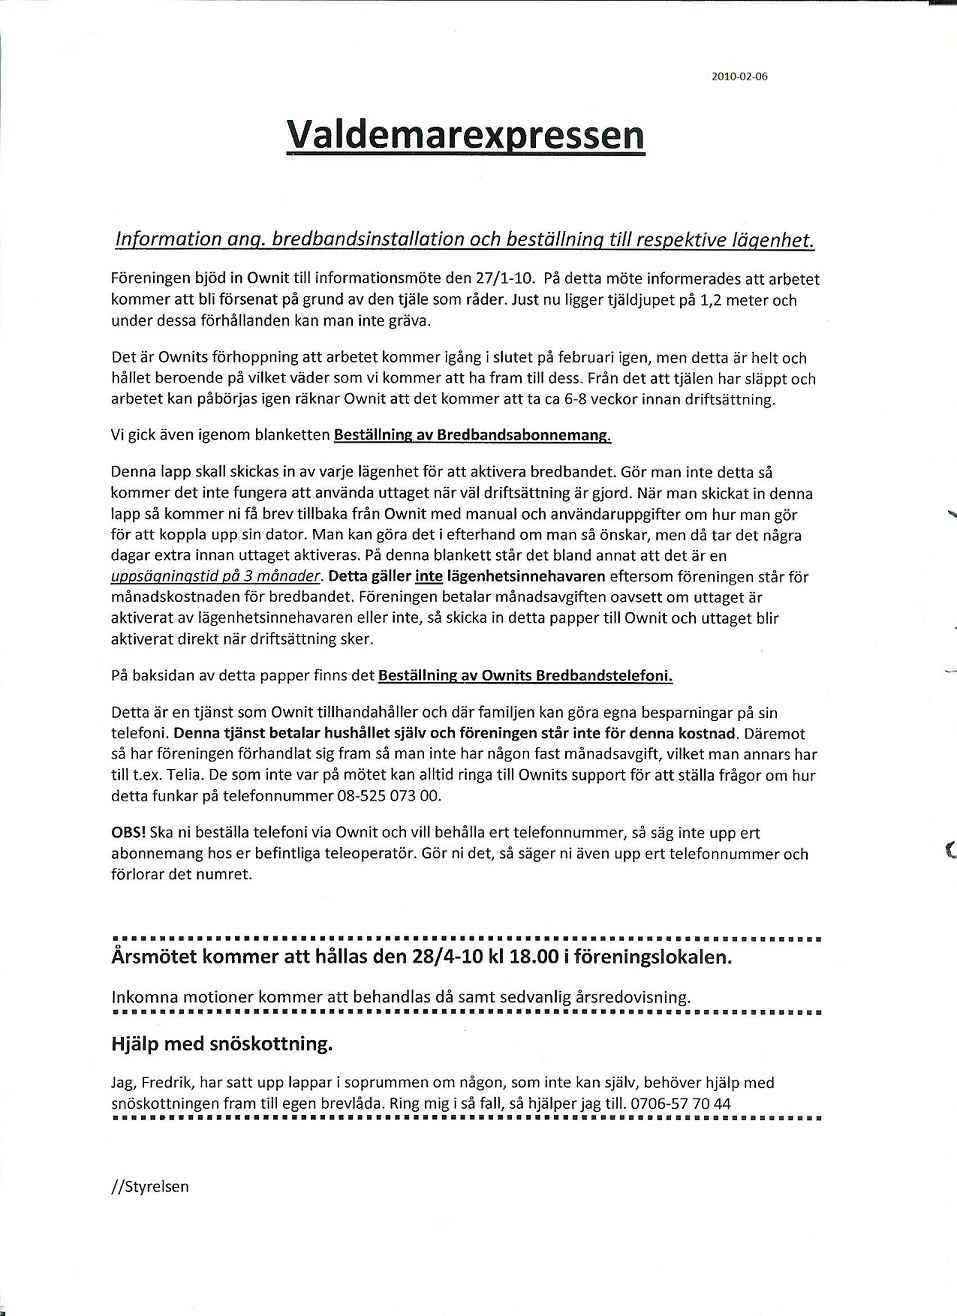 2010-02-06
Valdemarexpressen
Information ang. bredbandsinstallation och beställning till respektive lägenhet.
Föreningen bjöd in Ownit till informationsmöte den 27/1-10.  På detta möte informerades att arbetet
kommer att bli försenat på grund av den tjäle som råder. Just nu ligger tjäldjupet på 1,2 meter och
under dessa förhållanden kan man inte gräva.
Det är Ownits förhoppning att arbetet kommer igång i slutet på februari igen, men detta är helt och
hållet beroende på vilket väder som vi kommer att ha fram till dess. Från det att tjälen har släppt och
arbetet kan påbörjas igen räknar Ownit att det kommer att ta ca 6-8 veckor innan driftsättning.
Vi gick även igenom blanketten Beställning av Bredbandsabonnemang.
Denna lapp skall skickas in av varje lägenhet för att aktivera bredbandet. Gör man inte detta så
kommer det inte fungera att använda uttaget när väl driftsättning är gjord. När man skickat in denna
lapp så kommer ni få brev tillbaka från Ownit med manual och användaruppgifter om hur man gör
för att koppla upp sin dator. Man kan göra det i efterhand om man så önskar, men då tar det några
dagar extra innan uttaget aktiveras. På denna blankett står det bland annat att det är en
uppsägningstid på 3 månader. Detta gäller inte lägenhetsinnehavaren eftersom föreningen står för
månadskostnaden för bredbandet. Föreningen betalar månadsavgiften oavsett om uttaget är
aktiverat av lägenhetsinnehavaren eller inte, så skicka in detta papper till Ownit och uttaget blir
aktiverat direkt när driftsättning sker.
På baksidan av detta papper finns det Beställning av Ownits Bredbandstelefoni.
Detta är en tjänst som Ownit tillhandahåller och där familjen kan göra egna besparningar på sin
telefoni. Denna tjänst betalar hushållet själv och föreningen står inte för denna kostnad. Däremot
så har föreningen förhandlat sig fram så man inte har någon fast månadsavgift, vilket man annars har
till t.ex. Telia. De som inte var på mötet kan alltid ringa till Ownits support för att ställa frågor om hur
detta funkar på telefonnummer 08-525 073 00.
OBS! Ska ni beställa telefoni via Ownit och vill behålla ert telefonnummer, så säg inte upp ert
abonnemang hos er befintliga teleoperatör. Gör ni det, så säger ni även upp ert telefonnummer och
förlorar det numret.
Årsmötet kommer att hållas den 28/4-10 kl 18.00 i föreningslokalen.
Inkomna motioner kommer att behandlas då samt sedvanlig årsredovisning.
Hjälp med snöskottning.
Jag, Fredrik, har satt upp lappar i soprummen om någon, som inte kan själv, behöver hjälp med
snöskottningen fram till egen brevlåda. Ring mig i så fall, så hjälper jag till. 0706-57 70 44
//Styrelsen